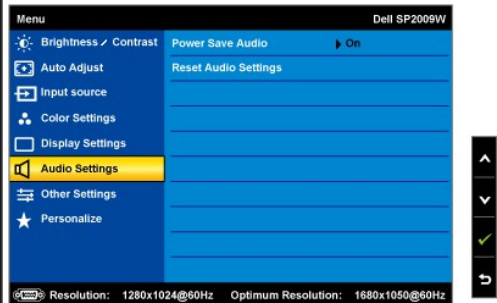 Menu Dell SP2009W
Brightness / Contrast Power Save Audio On
Auto Adjust Reset Audio Settings
Input source
Color Settings
Display Settings
Audio Settings
Other Settings
Personalize
Resolution: 1280x1024@60Hz Optimum Resolution: 1680x1050@60Hz